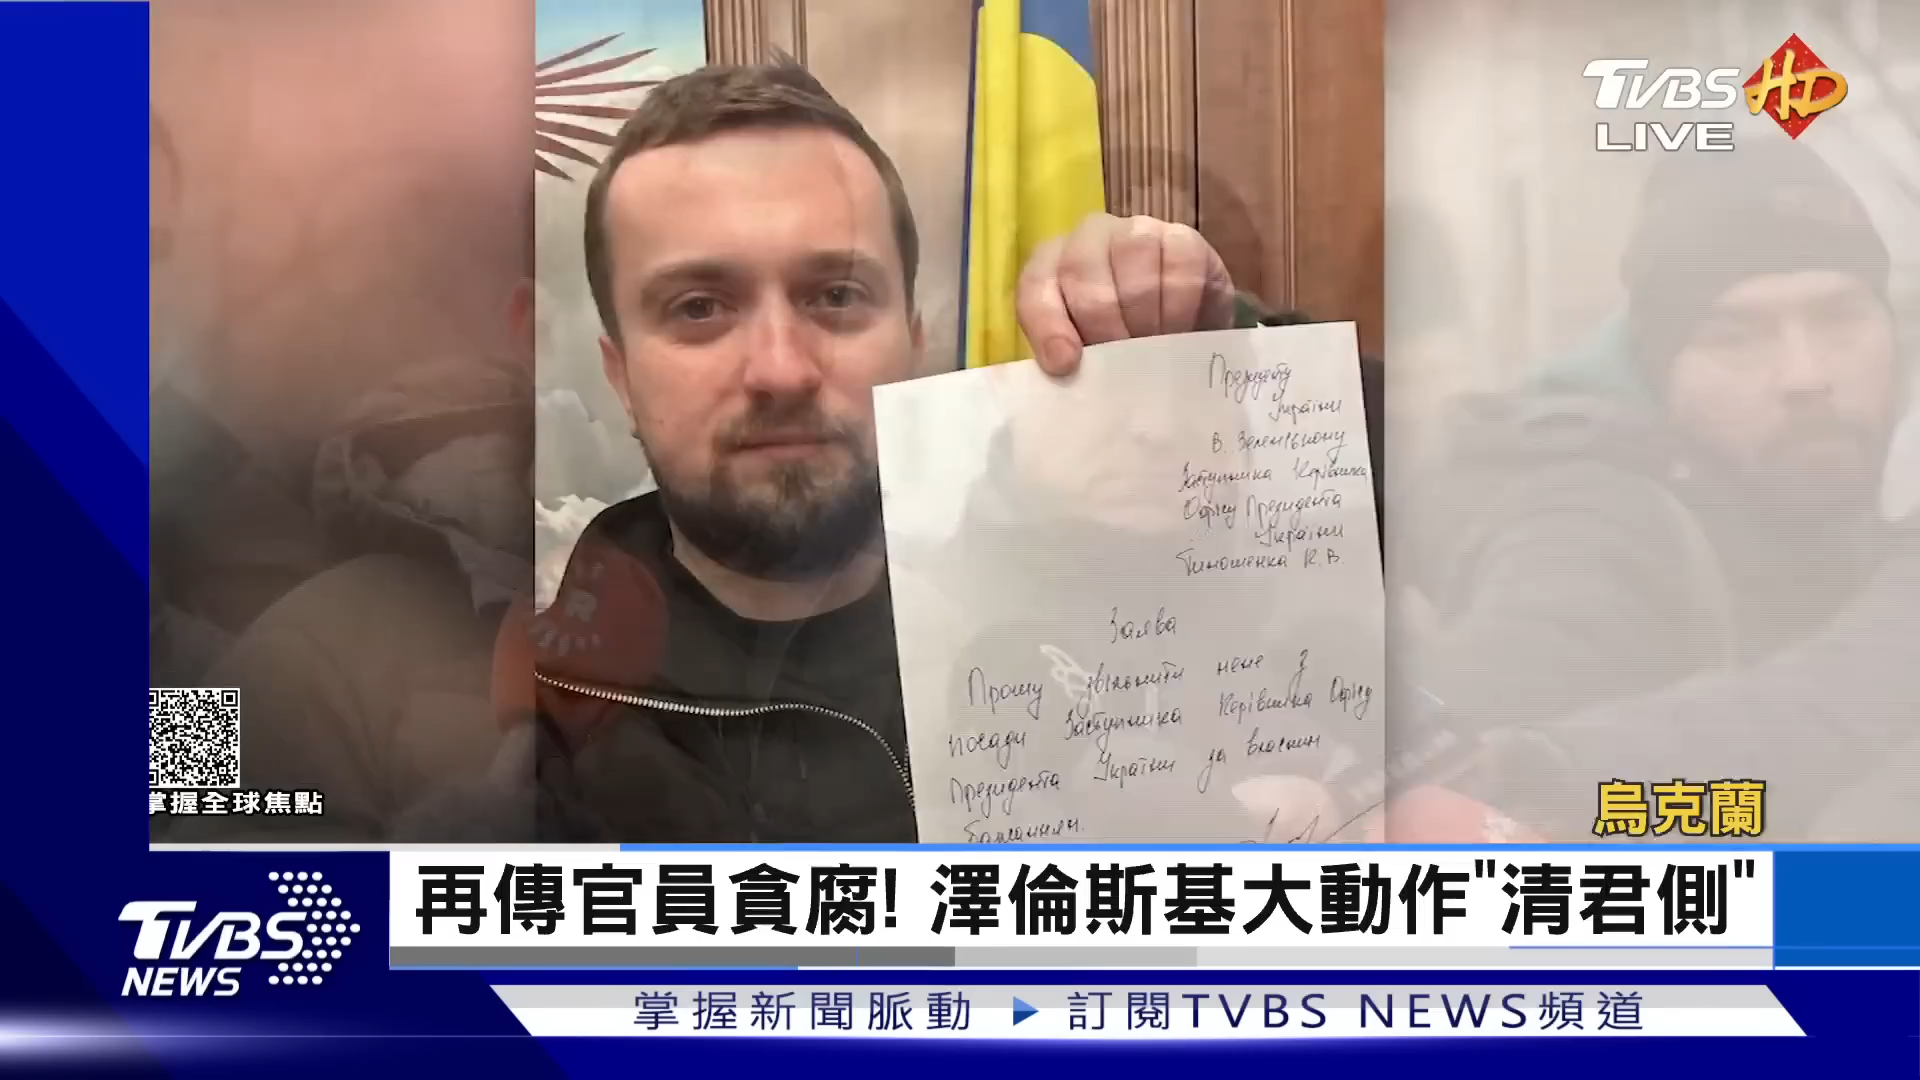 TVBS HD
LIVE
Президенту
України
В. Зеленському
Заступника Керівника
Офісу Президента
України
Тимошенка К.В.
Заява
Прошу звільнити мене з
посади Заступника Керівника Офісу
Президента України за власним
бажанням.
掌握全球焦點
烏克蘭
再傳官員貪腐! 澤倫斯基大動作"清君側"
TVBS
NEWS
掌握新聞脈動 ▶ 訂閱TVBS NEWS頻道